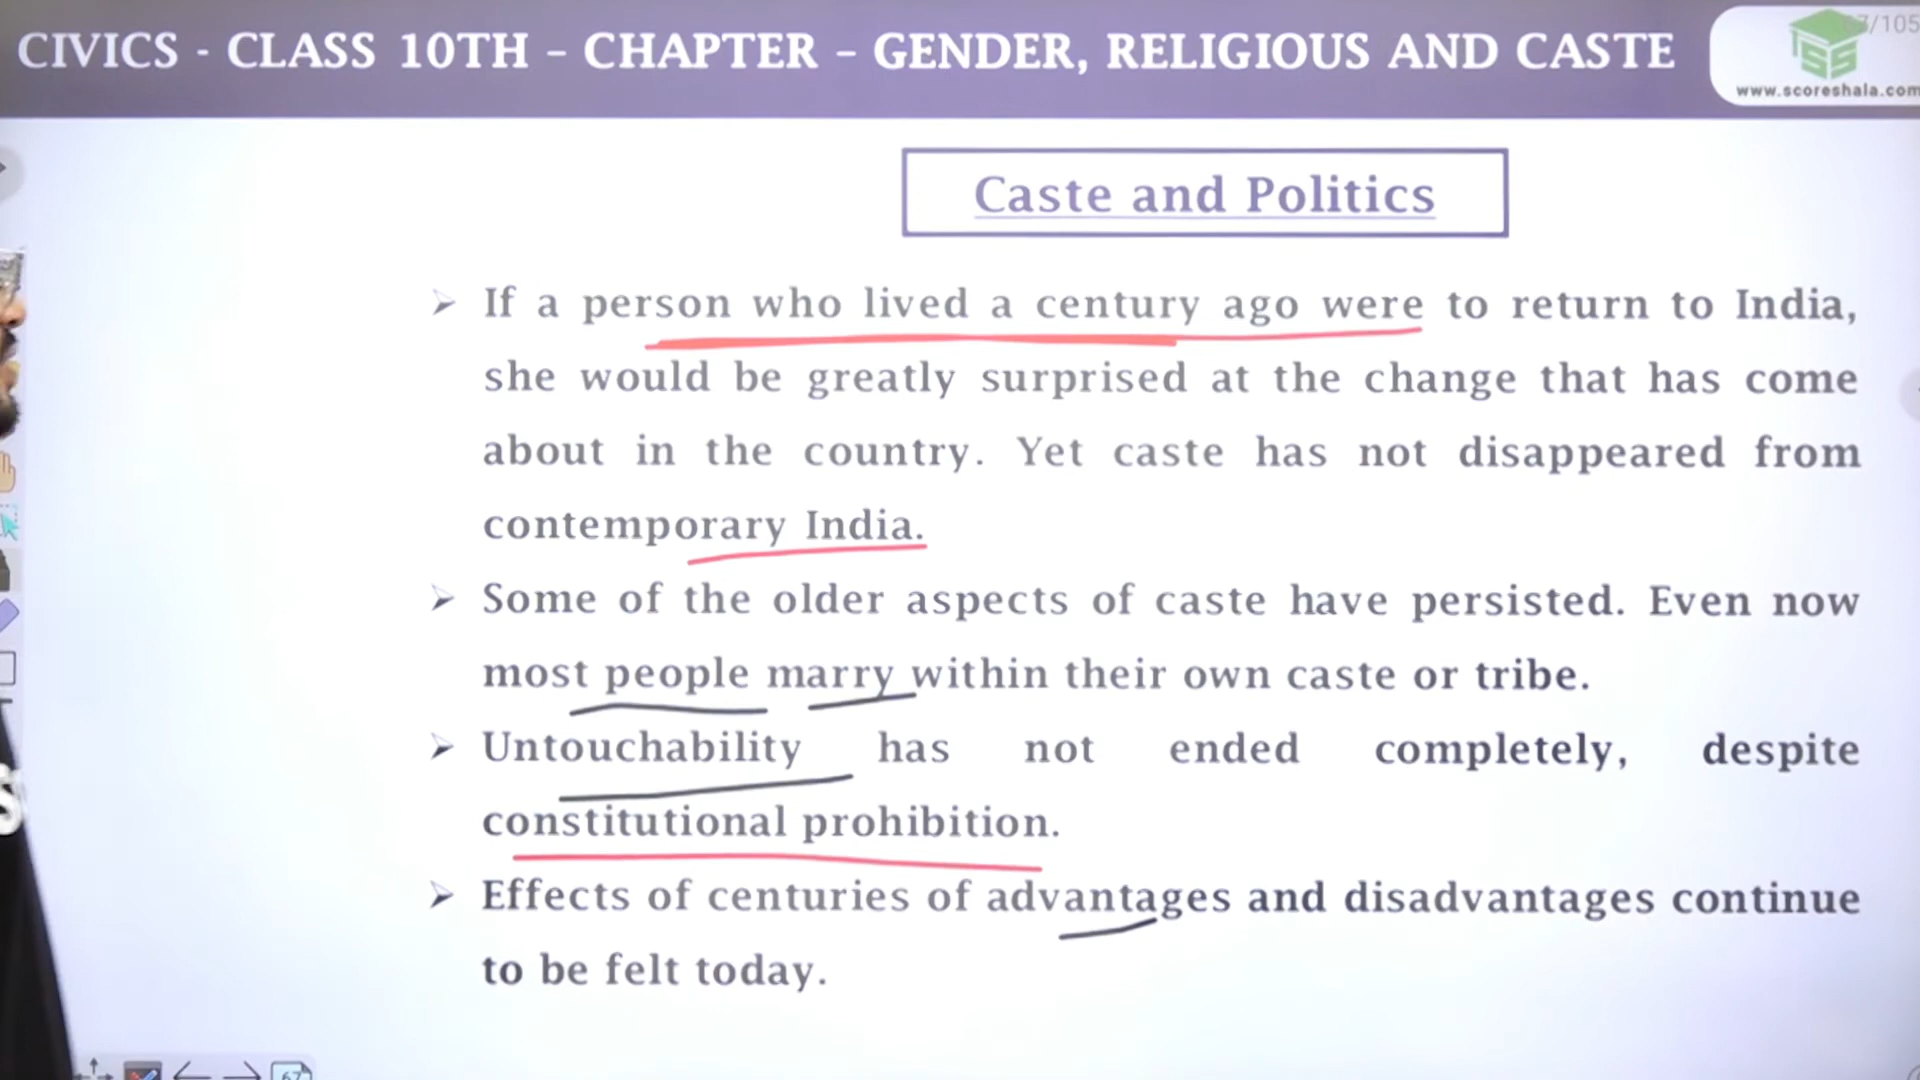 CIVICS - CLASS 10TH – CHAPTER – GENDER, RELIGIOUS AND CASTE
/105
www.scoreshala.com
Caste and Politics
If a person who lived a century ago were to return to India,
she would be greatly surprised at the change that has come
about in the country. Yet caste has not disappeared from
contemporary India.
Some of the older aspects of caste have persisted. Even now
most people marry within their own caste or tribe.
Untouchability has not ended completely, despite
constitutional prohibition.
Effects of centuries of advantages and disadvantages continue
to be felt today.
67